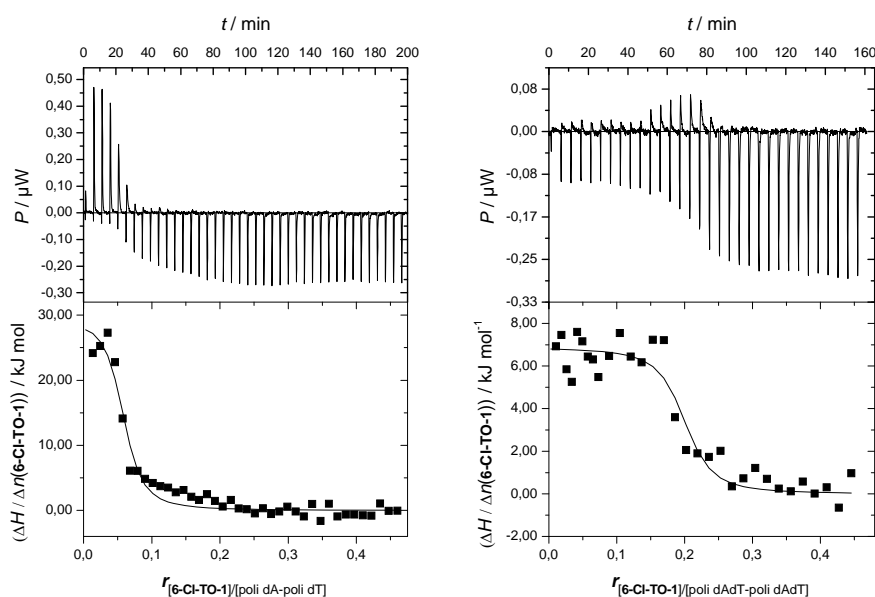 t / min
0 20 40 60 80 100 120 140 160 180 200
0,50
0,40
0,30
0,20
0,10
0,00
-0,10
-0,20
-0,30
P / µW
30,00
20,00
10,00
0,00
(ΔH / Δn(6-Cl-TO-1)) / kJ mol
0,0 0,1 0,2 0,3 0,4
r[6-Cl-TO-1]/[poli dA-poli dT]
t / min
0 20 40 60 80 100 120 140 160
0,08
0,00
-0,08
-0,17
-0,25
-0,33
P / µW
8,00
6,00
4,00
2,00
0,00
-2,00
(ΔH / Δn(6-Cl-TO-1)) / kJ mol⁻¹
0,0 0,1 0,2 0,3 0,4
r[6-Cl-TO-1]/[poli dAdT-poli dAdT]